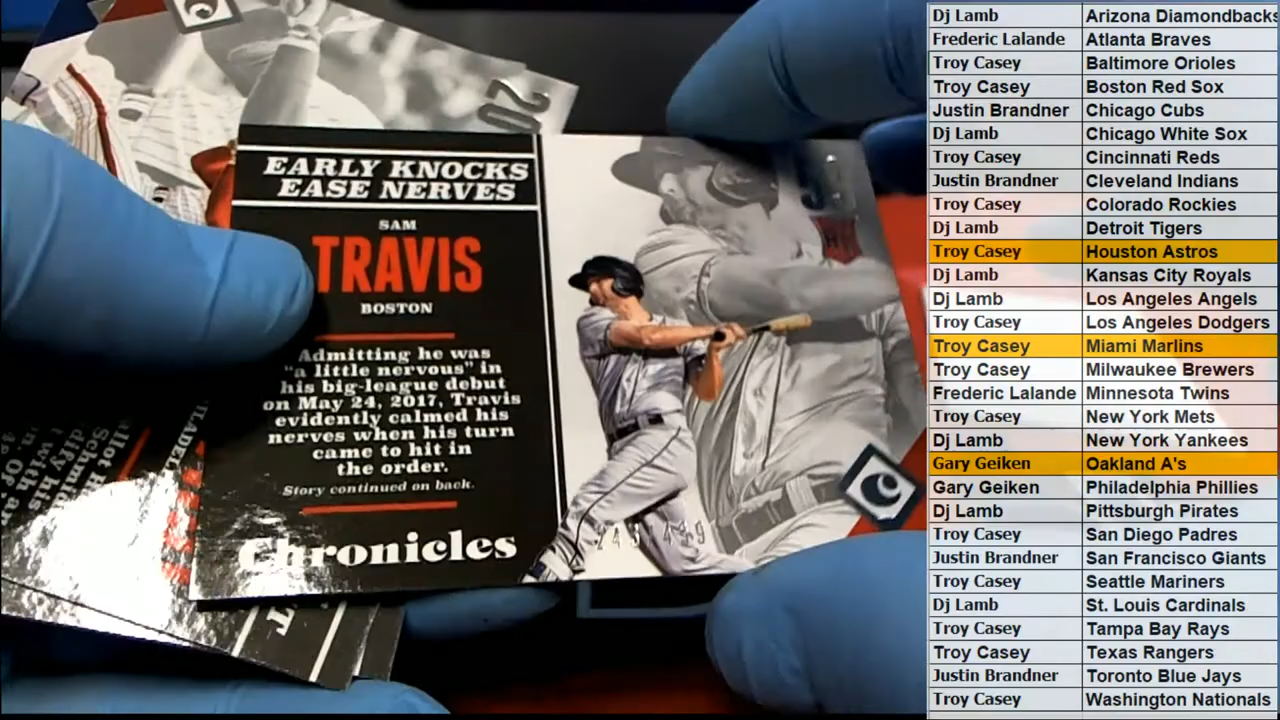 20
EARLY KNOCKS
EASE NERVES
SAM
TRAVIS
BOSTON
Admitting he was
"a little nervous" in
his big-league debut
on May 24, 2017, Travis
evidently calmed his
nerves when his turn
came to hit in
the order.
Story continued on back.
Chronicles
Dj Lamb Arizona Diamondbacks
Frederic Lalande Atlanta Braves
Troy Casey Baltimore Orioles
Troy Casey Boston Red Sox
Justin Brandner Chicago Cubs
Dj Lamb Chicago White Sox
Troy Casey Cincinnati Reds
Justin Brandner Cleveland Indians
Troy Casey Colorado Rockies
Dj Lamb Detroit Tigers
Troy Casey Houston Astros
Dj Lamb Kansas City Royals
Dj Lamb Los Angeles Angels
Troy Casey Los Angeles Dodgers
Troy Casey Miami Marlins
Troy Casey Milwaukee Brewers
Frederic Lalande Minnesota Twins
Troy Casey New York Mets
Dj Lamb New York Yankees
Gary Geiken Oakland A's
Gary Geiken Philadelphia Phillies
Dj Lamb Pittsburgh Pirates
Troy Casey San Diego Padres
Justin Brandner San Francisco Giants
Troy Casey Seattle Mariners
Dj Lamb St. Louis Cardinals
Troy Casey Tampa Bay Rays
Troy Casey Texas Rangers
Justin Brandner Toronto Blue Jays
Troy Casey Washington Nationals